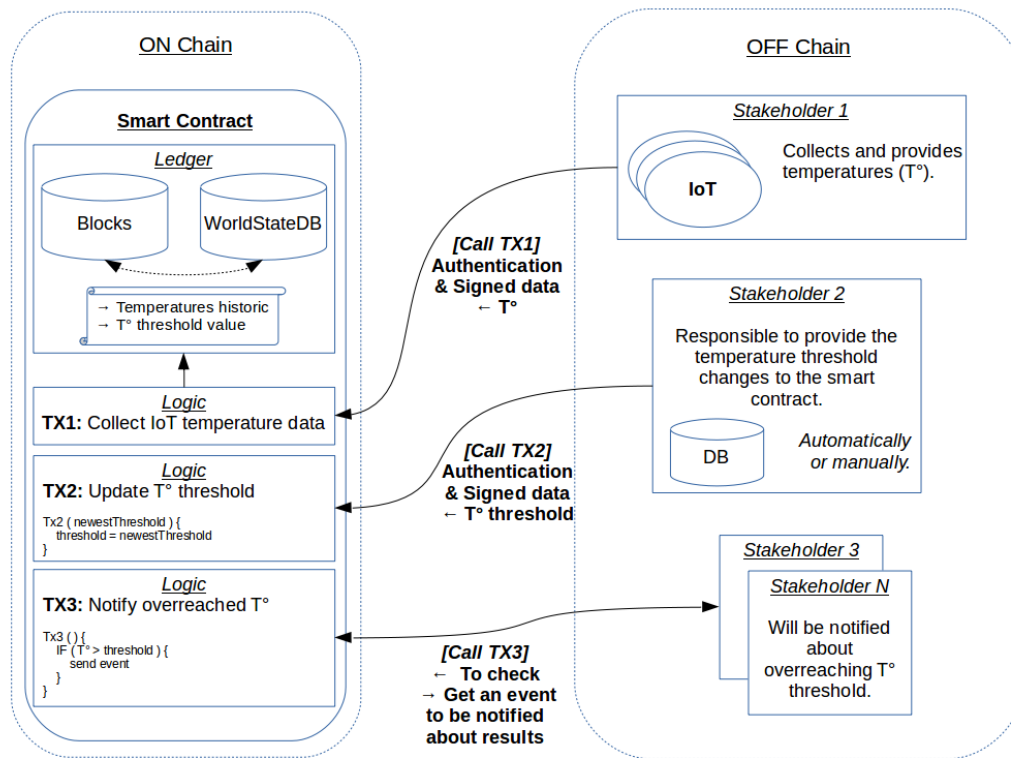 ON Chain
Smart Contract
Ledger
Blocks
WorldStateDB
→ Temperatures historic
→ T° threshold value
Logic
TX1: Collect IoT temperature data
Logic
TX2: Update T° threshold
Tx2 ( newestThreshold ) {
threshold = newestThreshold
}
Logic
TX3: Notify overreached T°
Tx3 ( ) {
IF ( T° > threshold ) {
send event
}
}
[Call TX1]
Authentication
& Signed data
← T°
[Call TX2]
Authentication
& Signed data
← T° threshold
[Call TX3]
← To check
→ Get an event
to be notified
about results
OFF Chain
Stakeholder 1
IoT
Collects and provides
temperatures (T°).
Stakeholder 2
Responsible to provide the
temperature threshold
changes to the smart
contract.
DB
Automatically
or manually.
Stakeholder 3
Stakeholder N
Will be notified
about
overreaching T°
threshold.